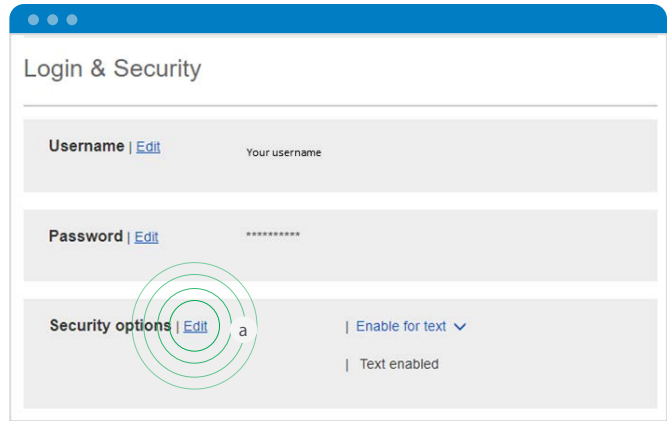 Login & Security
Username | Edit
Your username
Password | Edit
**********
Security options | Edit
a
| Enable for text
| Text enabled